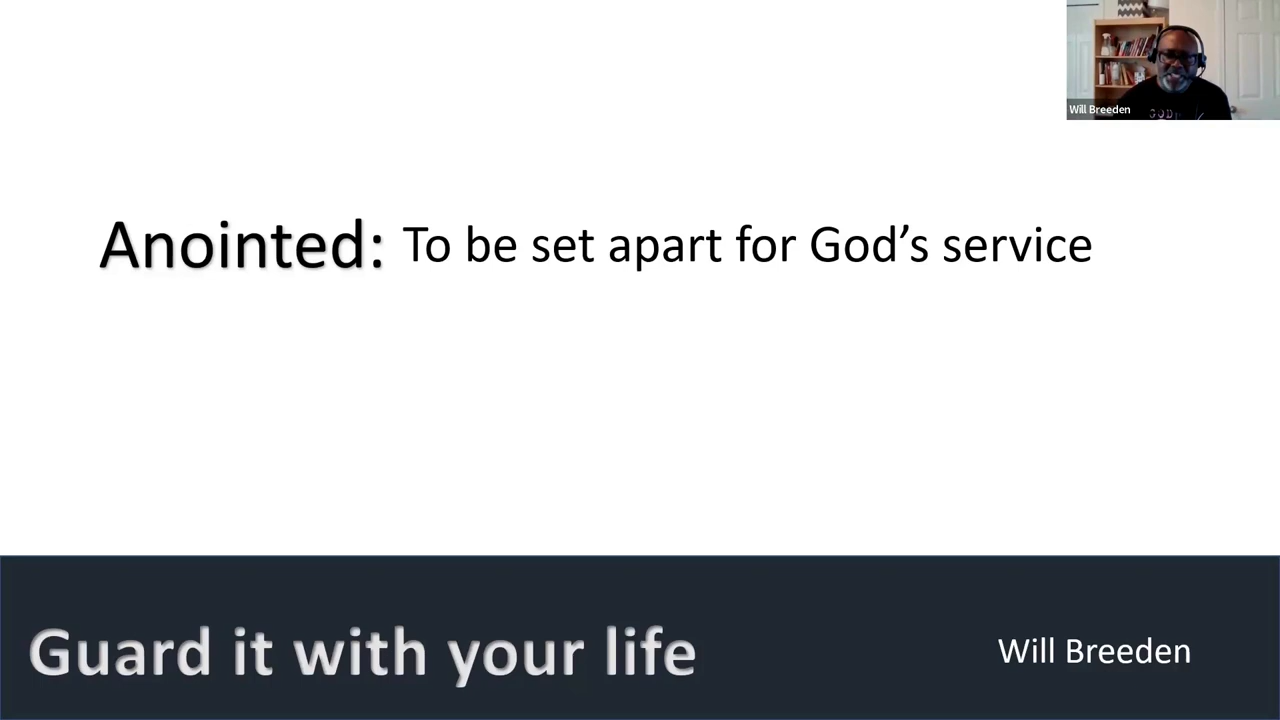 Will Breeden
Anointed: To be set apart for God’s service
Guard it with your life
Will Breeden